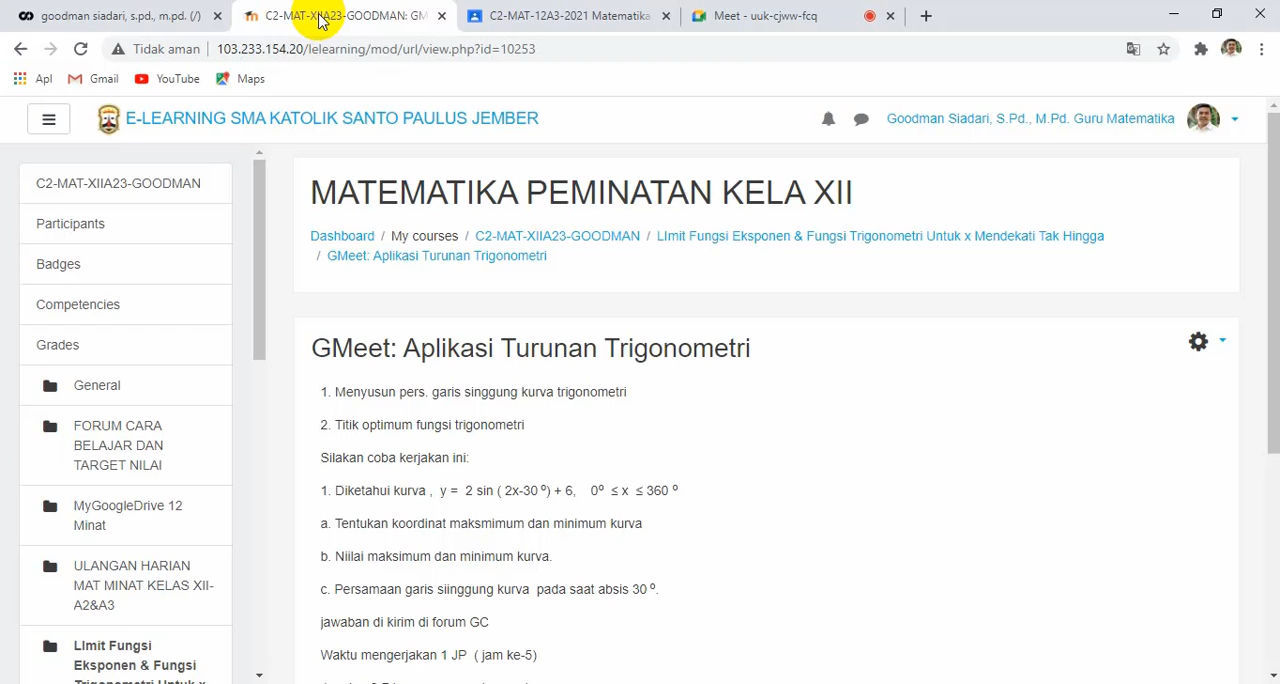 goodman siadari, s.pd., m.pd. (/)
C2-MAT-XIIA23-GOODMAN: GM
C2-MAT-12A3-2021 Matematika
Meet - uuk-cjww-fcq
Tidak aman
103.233.154.20/lelearning/mod/url/view.php?id=10253
Apl
Gmail
YouTube
Maps
E-LEARNING SMA KATOLIK SANTO PAULUS JEMBER
Goodman Siadari, S.Pd., M.Pd. Guru Matematika
C2-MAT-XIIA23-GOODMAN
Participants
Badges
Competencies
Grades
General
FORUM CARA
BELAJAR DAN
TARGET NILAI
MyGoogleDrive 12
Minat
ULANGAN HARIAN
MAT MINAT KELAS XII-
A2&A3
LImit Fungsi
Eksponen & Fungsi
Trigonometri Untuk x
MATEMATIKA PEMINATAN KELA XII
Dashboard / My courses / C2-MAT-XIIA23-GOODMAN / LImit Fungsi Eksponen & Fungsi Trigonometri Untuk x Mendekati Tak Hingga
/ GMeet: Aplikasi Turunan Trigonometri
GMeet: Aplikasi Turunan Trigonometri
1. Menyusun pers. garis singgung kurva trigonometri
2. Titik optimum fungsi trigonometri
Silakan coba kerjakan ini:
1. Diketahui kurva , y = 2 sin ( 2x-30 º) + 6, 0º ≤ x ≤ 360 º
a. Tentukan koordinat maksmimum dan minimum kurva
b. Niilai maksimum dan minimum kurva.
c. Persamaan garis siinggung kurva pada saat absis 30 º.
jawaban di kirim di forum GC
Waktu mengerjakan 1 JP ( jam ke-5)